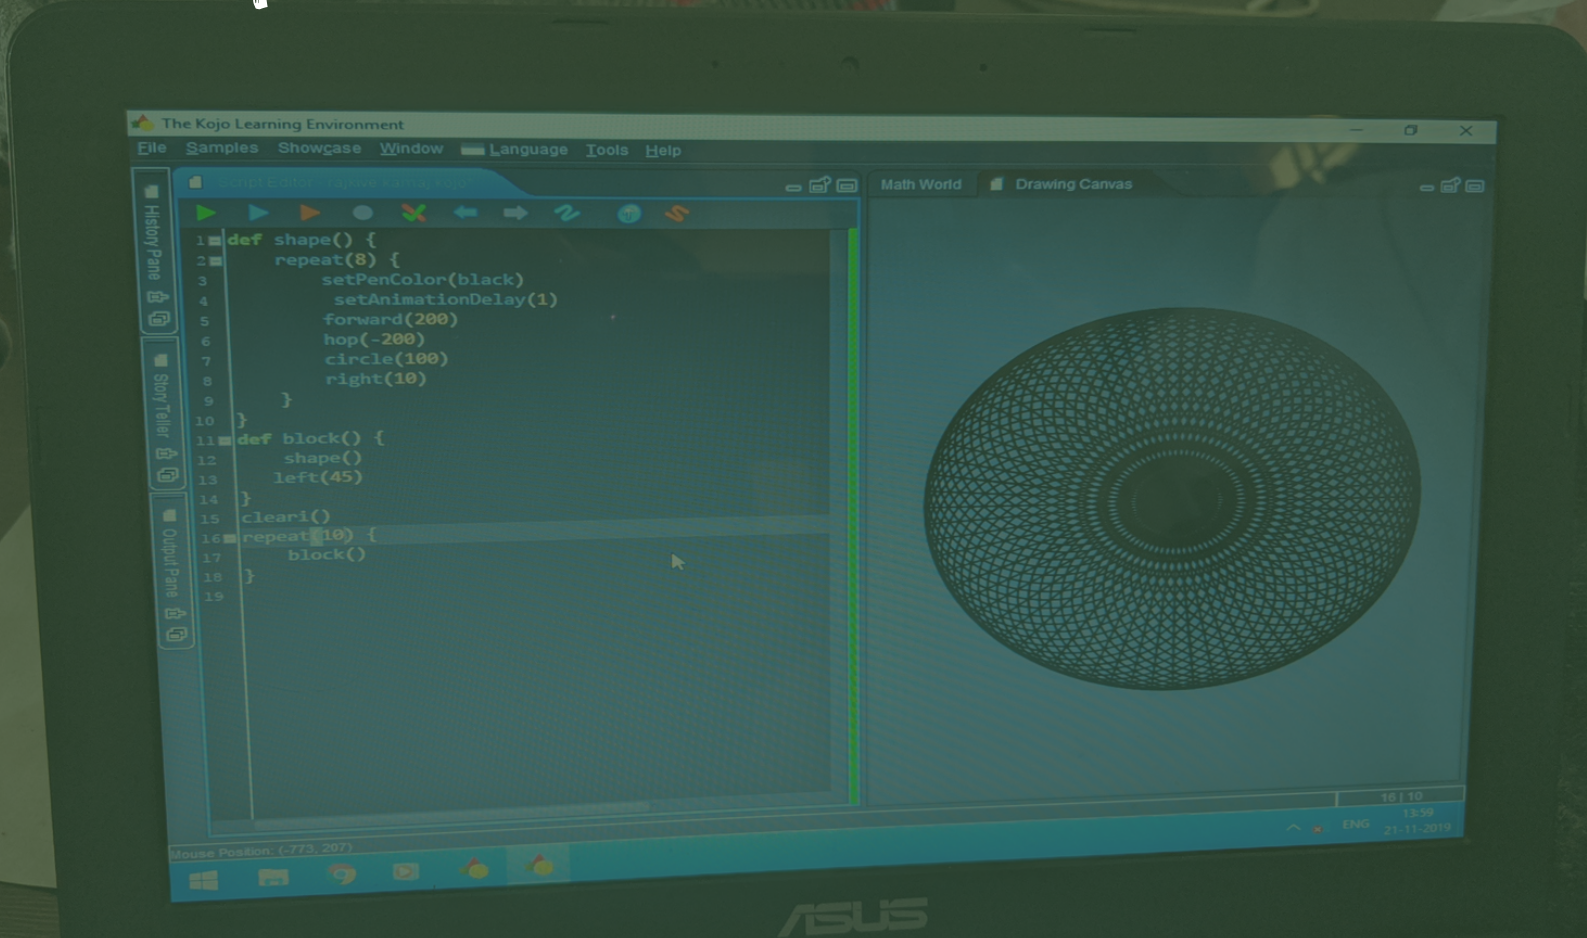 The Kojo Learning Environment
File Samples Showcase Window Language Tools Help
History Pane
Story Teller
Output Pane
Script Editor -
Math World
Drawing Canvas
1 def shape() {
2 repeat(8) {
3 setPenColor(black)
4 setAnimationDelay(1)
5 forward(200)
6 hop(-200)
7 circle(100)
8 right(10)
9 }
10 }
11 def block() {
12 shape()
13 left(45)
14 }
15 cleari()
16 repeat(10) {
17 block()
18 }
19
16 | 10
Mouse Position: (-773, 207)
ENG
13:59
21-11-2019
ASUS